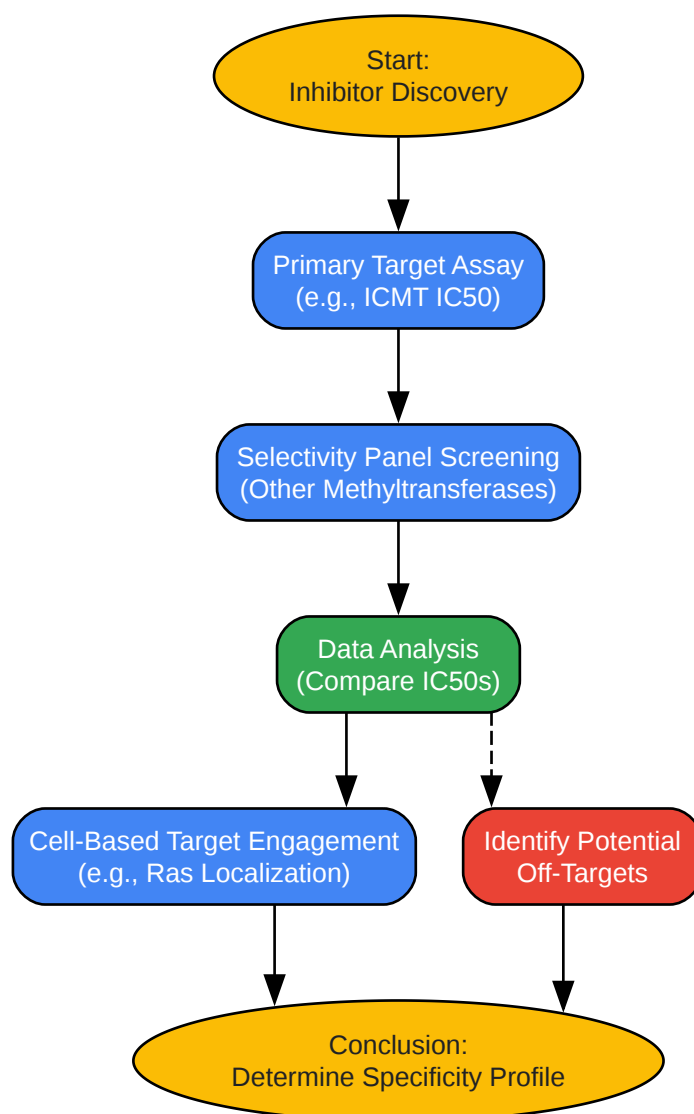 Start:
Inhibitor Discovery
Primary Target Assay
(e.g., ICMT IC50)
Selectivity Panel Screening
(Other Methyltransferases)
Data Analysis
(Compare IC50s)
Cell-Based Target Engagement
(e.g., Ras Localization)
Identify Potential
Off-Targets
Conclusion:
Determine Specificity Profile